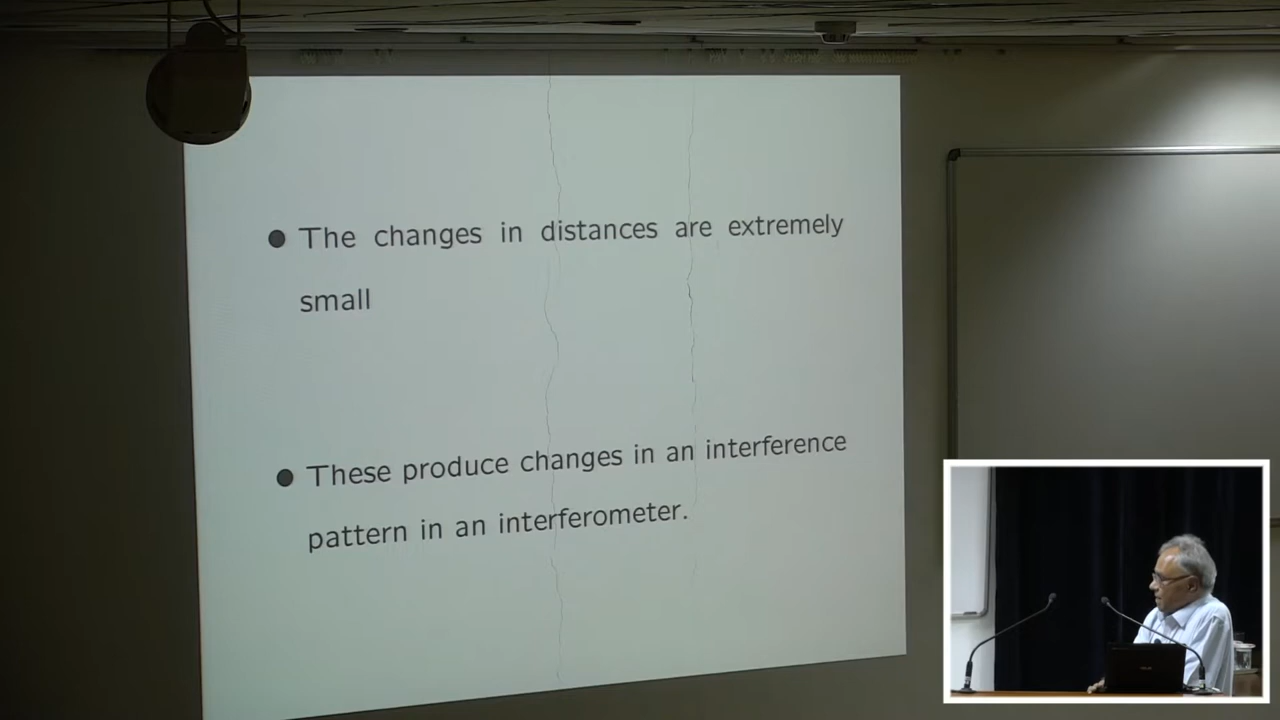 The changes in distances are extremely
small
These produce changes in an interference
pattern in an interferometer.